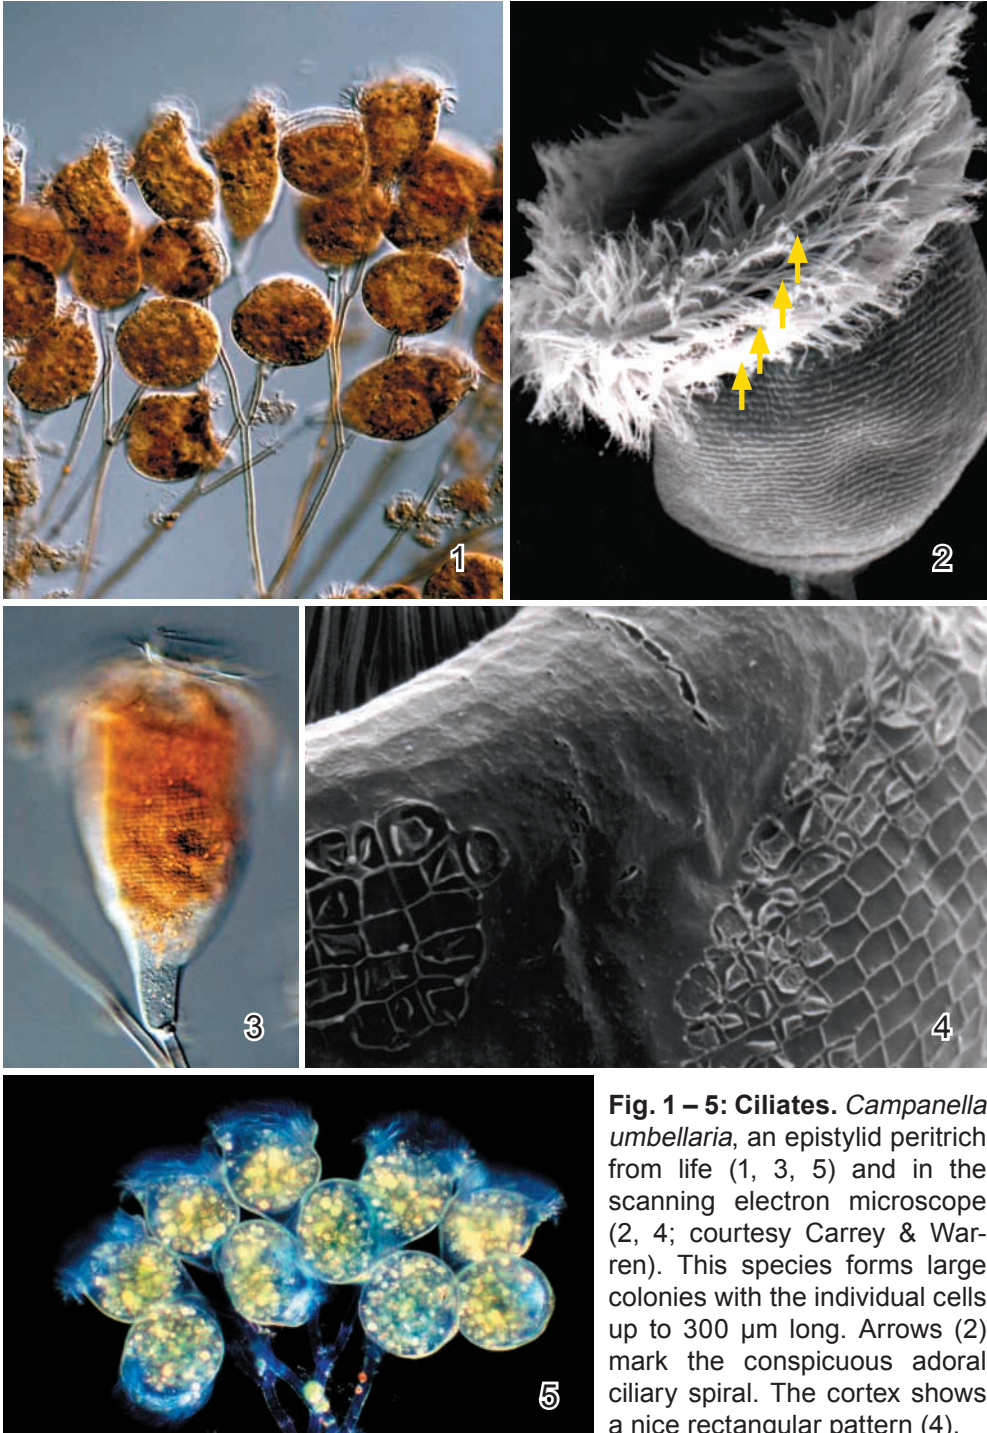 1
2
3
4
5
Fig. 1 – 5: Ciliates. Campanella
umbellaria, an epistylid peritrich
from life (1, 3, 5) and in the
scanning electron microscope
(2, 4; courtesy Carrey & War-
ren). This species forms large
colonies with the individual cells
up to 300 µm long. Arrows (2)
mark the conspicuous adoral
ciliary spiral. The cortex shows
a nice rectangular pattern (4).